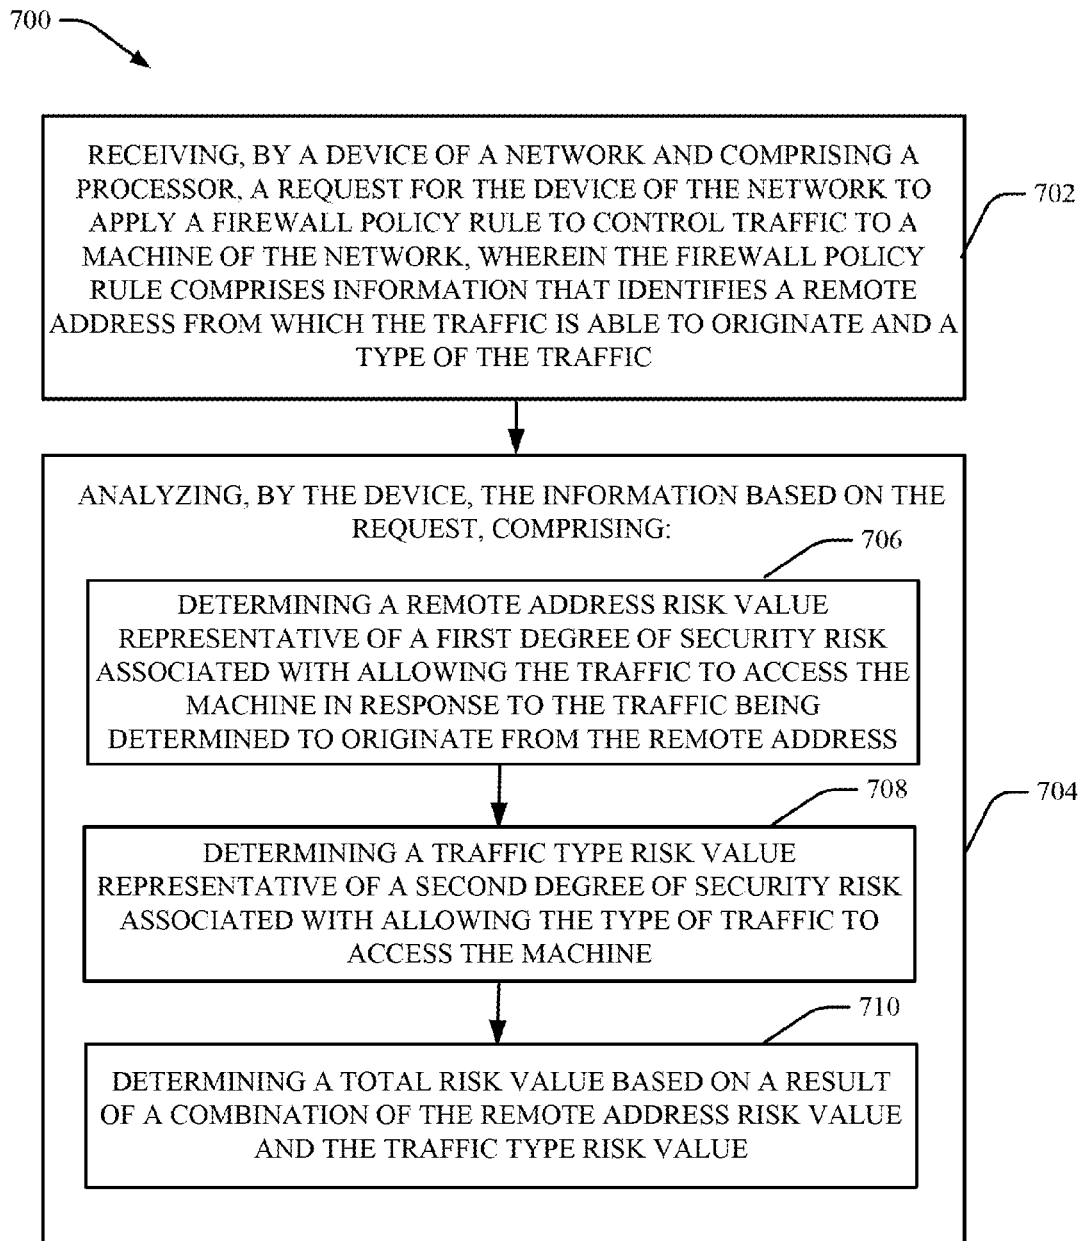 700
RECEIVING, BY A DEVICE OF A NETWORK AND COMPRISING A
PROCESSOR, A REQUEST FOR THE DEVICE OF THE NETWORK TO
APPLY A FIREWALL POLICY RULE TO CONTROL TRAFFIC TO A
MACHINE OF THE NETWORK, WHEREIN THE FIREWALL POLICY
RULE COMPRISES INFORMATION THAT IDENTIFIES A REMOTE
ADDRESS FROM WHICH THE TRAFFIC IS ABLE TO ORIGINATE AND A
TYPE OF THE TRAFFIC
702
ANALYZING, BY THE DEVICE, THE INFORMATION BASED ON THE
REQUEST, COMPRISING:
706
DETERMINING A REMOTE ADDRESS RISK VALUE
REPRESENTATIVE OF A FIRST DEGREE OF SECURITY RISK
ASSOCIATED WITH ALLOWING THE TRAFFIC TO ACCESS THE
MACHINE IN RESPONSE TO THE TRAFFIC BEING
DETERMINED TO ORIGINATE FROM THE REMOTE ADDRESS
708
704
DETERMINING A TRAFFIC TYPE RISK VALUE
REPRESENTATIVE OF A SECOND DEGREE OF SECURITY RISK
ASSOCIATED WITH ALLOWING THE TYPE OF TRAFFIC TO
ACCESS THE MACHINE
710
DETERMINING A TOTAL RISK VALUE BASED ON A RESULT
OF A COMBINATION OF THE REMOTE ADDRESS RISK VALUE
AND THE TRAFFIC TYPE RISK VALUE